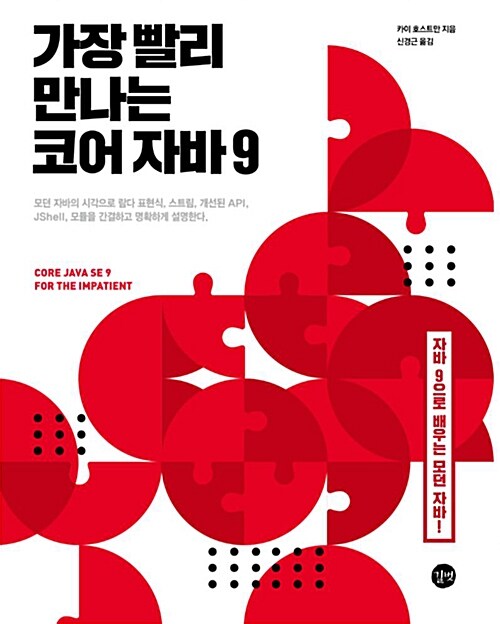 카이 호스트만 지음
신경근 옮김
가장 빨리
만나는
코어 자바 9
모던 자바의 시각으로 람다 표현식, 스트림, 개선된 API,
JShell, 모듈을 간결하고 명확하게 설명한다.
CORE JAVA SE 9
FOR THE IMPATIENT
자바 9으로 배우는 모던 자바!
길벗